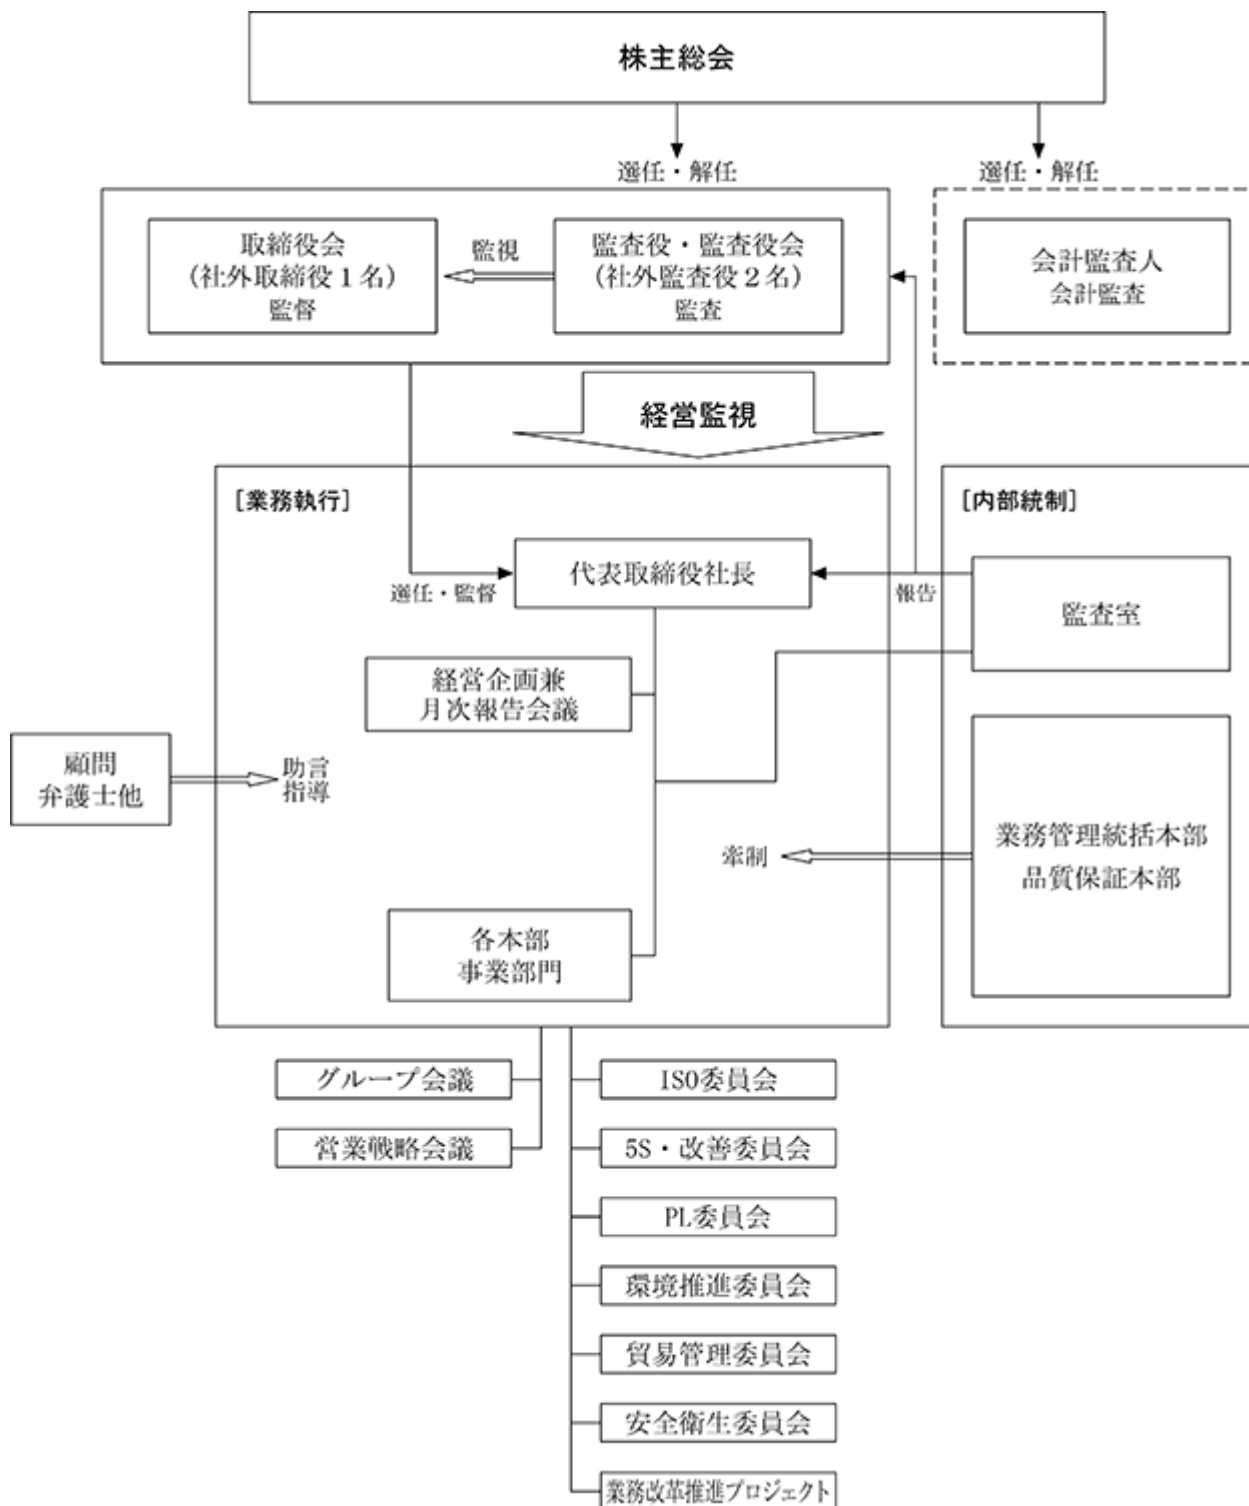 株主総会
選任・解任
選任・解任
取締役会
(社外取締役1名)
監督
監視
監査役・監査役会
(社外監査役2名)
監査
会計監査人
会計監査
経営監視
[業務執行]
[内部統制]
代表取締役社長
選任・監督
報告
監査室
経営企画兼
月次報告会議
顧問
弁護士他
助言
指導
牽制
業務管理統括本部
品質保証本部
各本部
事業部門
グループ会議
ISO委員会
営業戦略会議
5S・改善委員会
PL委員会
環境推進委員会
貿易管理委員会
安全衛生委員会
業務改革推進プロジェクト